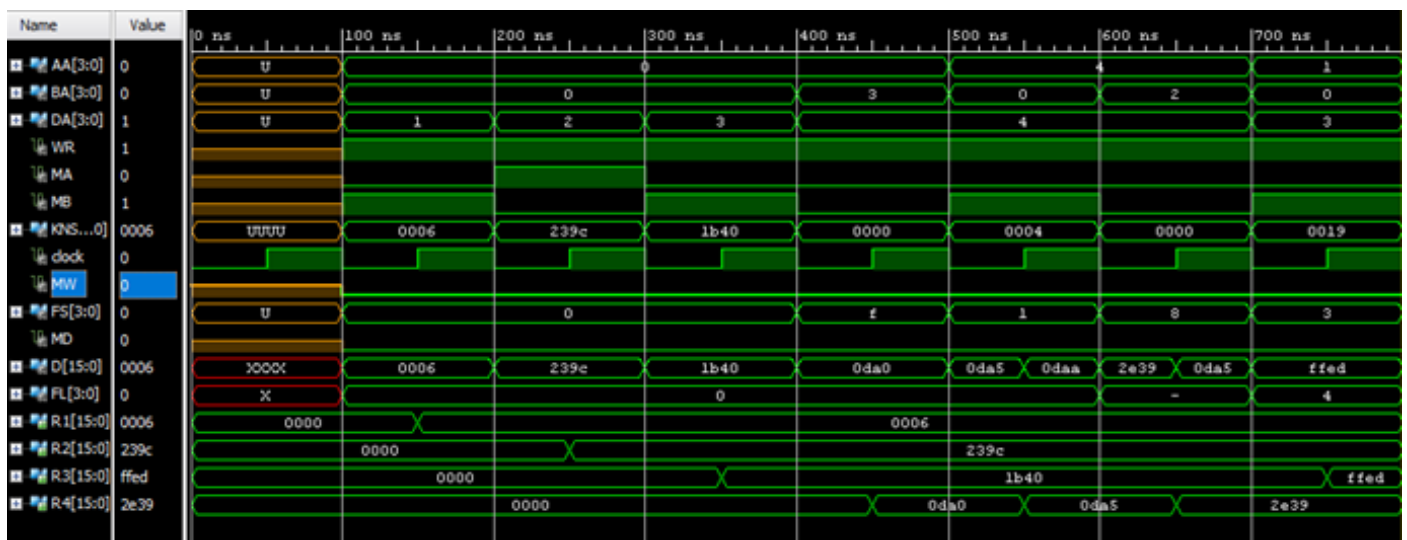 Name Value 0 ns 100 ns 200 ns 300 ns 400 ns 500 ns 600 ns 700 ns
AA[3:0] 0 U 0 4 1
BA[3:0] 0 U 0 3 0 2 0
DA[3:0] 1 U 1 2 3 4 3
WR 1
MA 0
MB 1
KNS...0] 0006 UUUU 0006 239c 1b40 0000 0004 0000 0019
clock 0
MW 0
FS[3:0] 0 U 0 f 1 8 3
MD 0
D[15:0] 0006 XXXX 0006 239c 1b40 0da0 0da5 0daa 2e39 0da5 ffed
FL[3:0] 0 X 0 - 4
R1[15:0] 0006 0000 0006
R2[15:0] 239c 0000 239c
R3[15:0] ffed 0000 1b40 ffed
R4[15:0] 2e39 0000 0da0 0da5 2e39